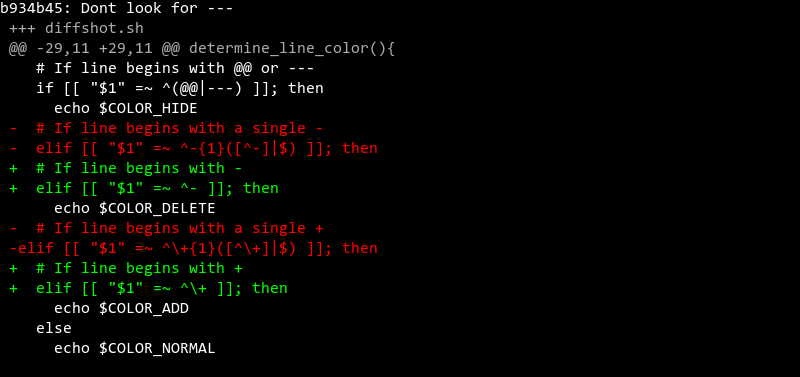 b934b45: Dont look for ---
+++ diffshot.sh
@@ -29,11 +29,11 @@ determine_line_color(){
   # If line begins with @@ or ---
   if [[ "$1" =~ ^(@@|---) ]]; then
     echo $COLOR_HIDE
-  # If line begins with a single -
-  elif [[ "$1" =~ ^-{1}([^-]|$) ]]; then
+  # If line begins with -
+  elif [[ "$1" =~ ^- ]]; then
     echo $COLOR_DELETE
-  # If line begins with a single +
-elif [[ "$1" =~ ^\+{1}([^\+]|$) ]]; then
+  # If line begins with +
+  elif [[ "$1" =~ ^\+ ]]; then
     echo $COLOR_ADD
   else
     echo $COLOR_NORMAL